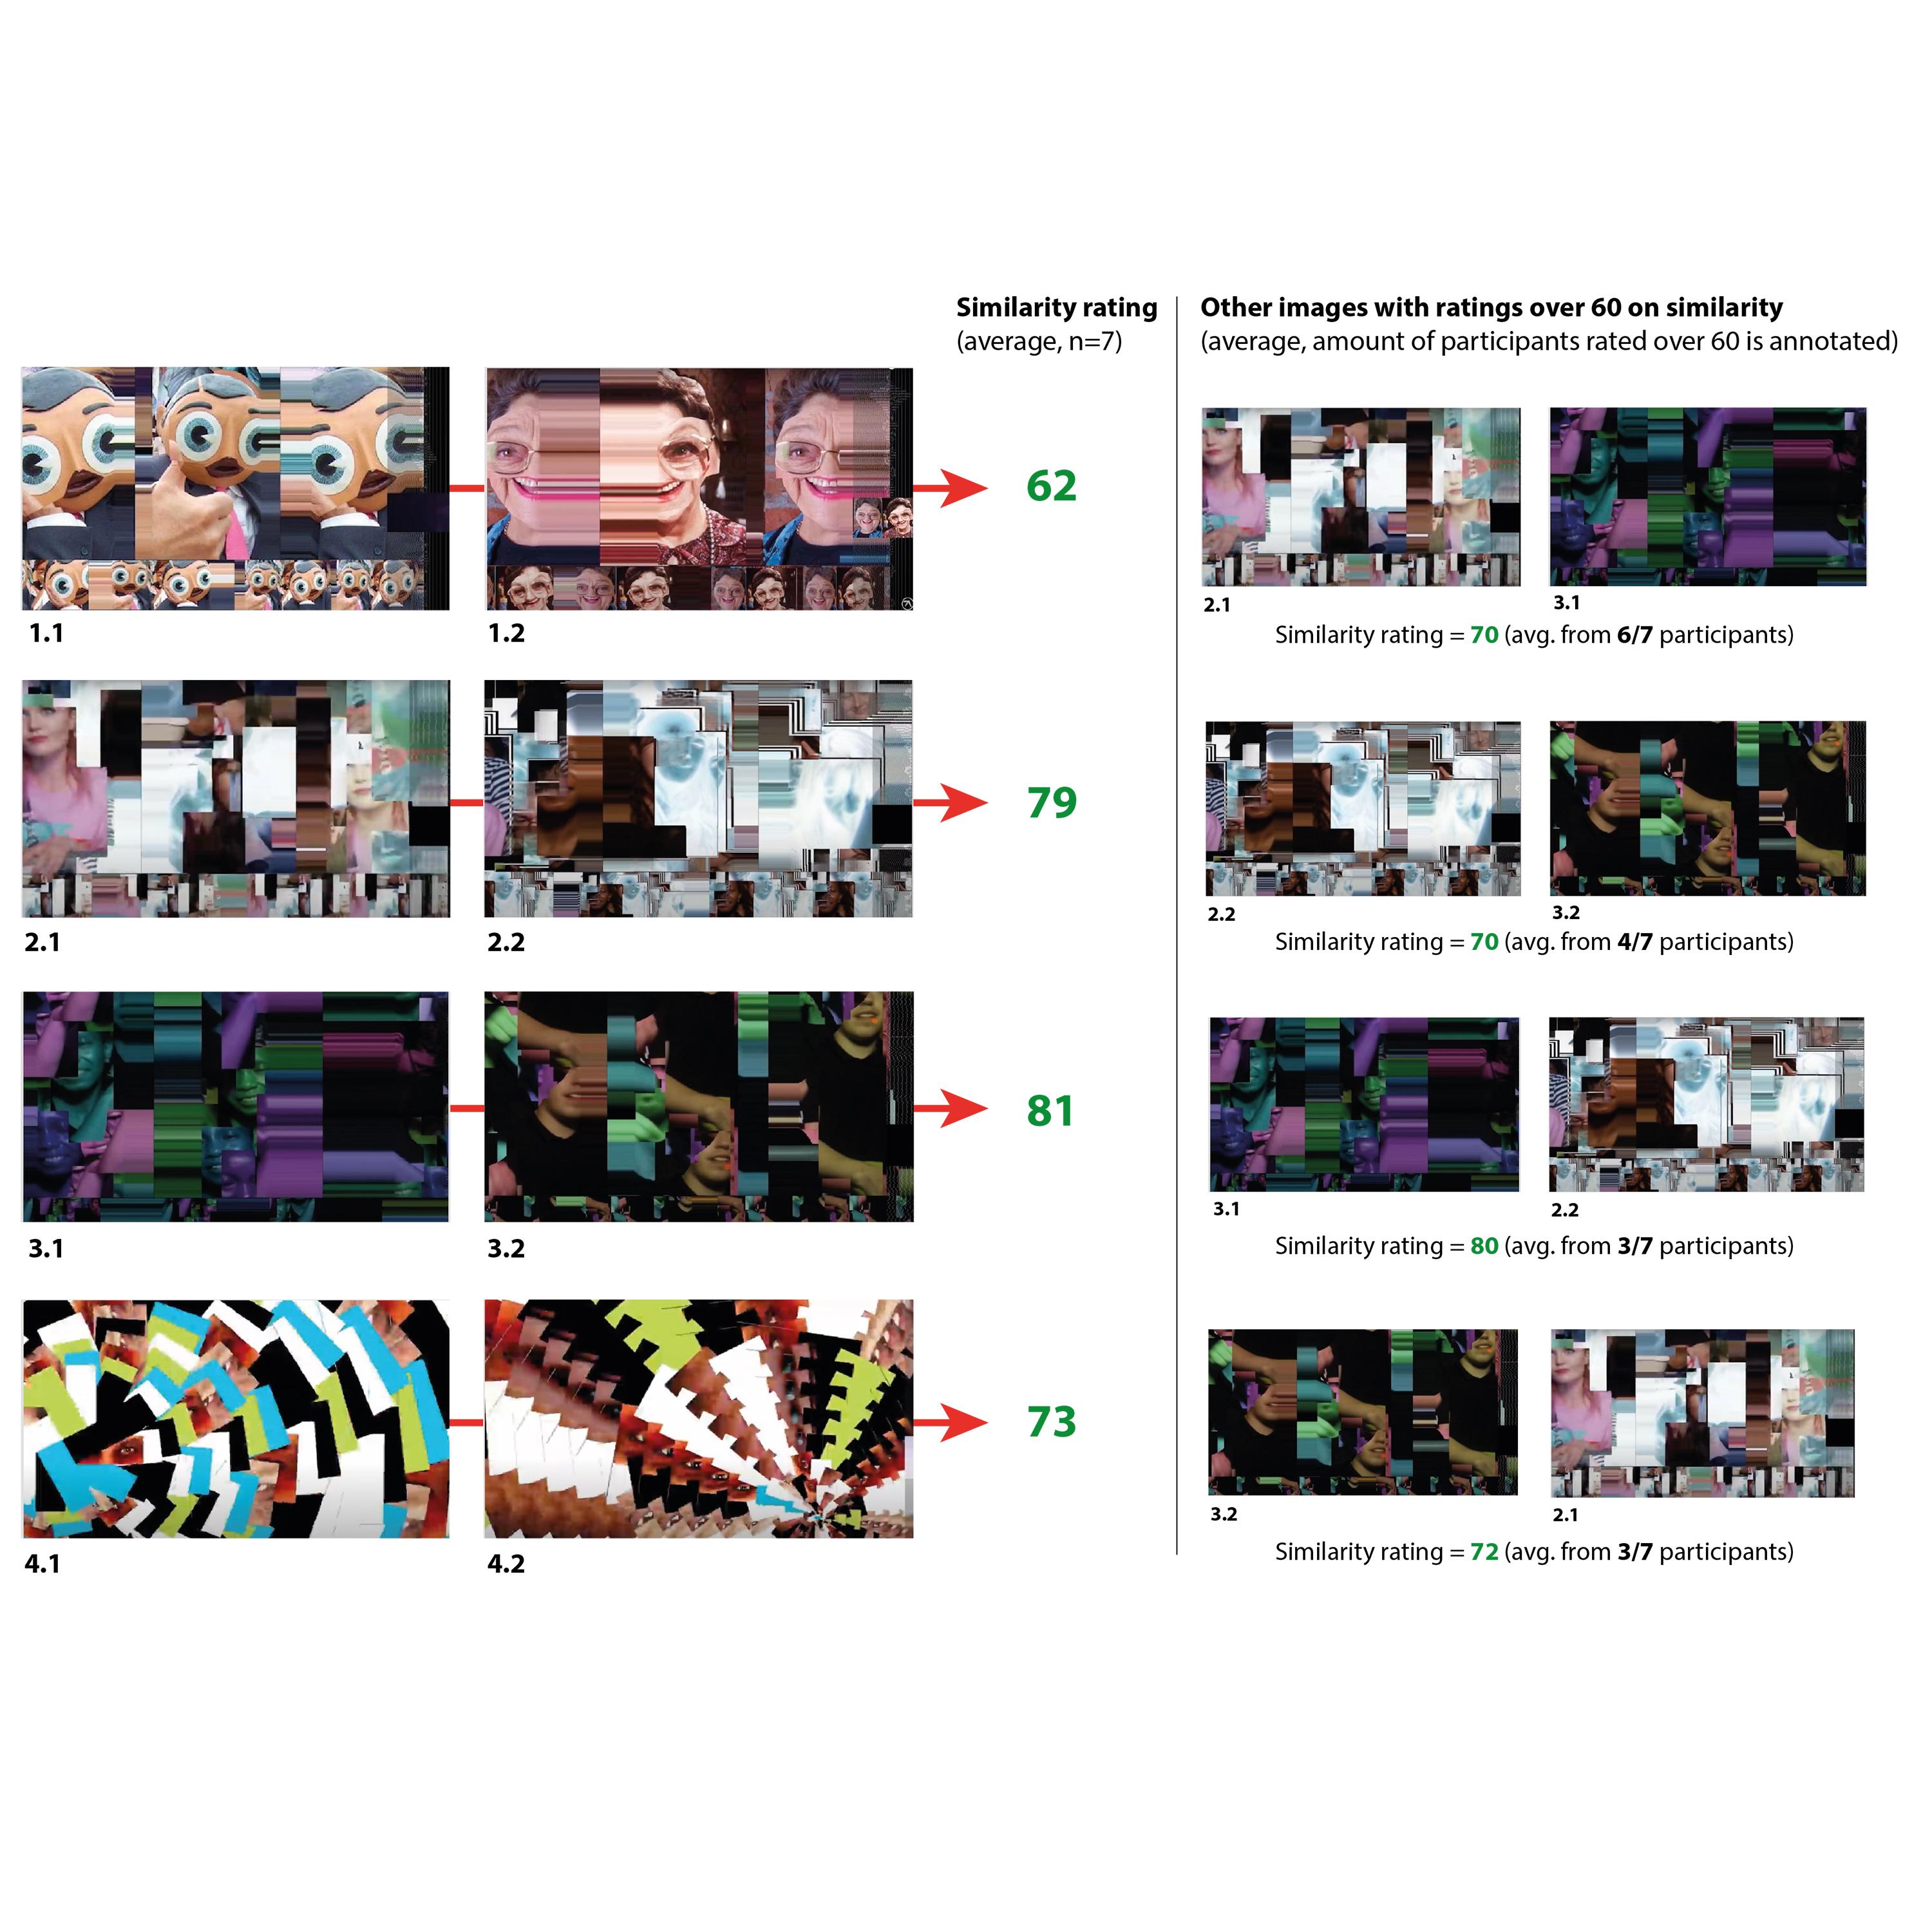 Similarity rating
(average, n=7)
62
1.1
1.2
79
2.1
2.2
81
3.1
3.2
73
4.1
4.2
Other images with ratings over 60 on similarity
(average, amount of participants rated over 60 is annotated)
2.1
3.1
Similarity rating = 70 (avg. from 6/7 participants)
2.2
3.2
Similarity rating = 70 (avg. from 4/7 participants)
3.1
2.2
Similarity rating = 80 (avg. from 3/7 participants)
3.2
2.1
Similarity rating = 72 (avg. from 3/7 participants)